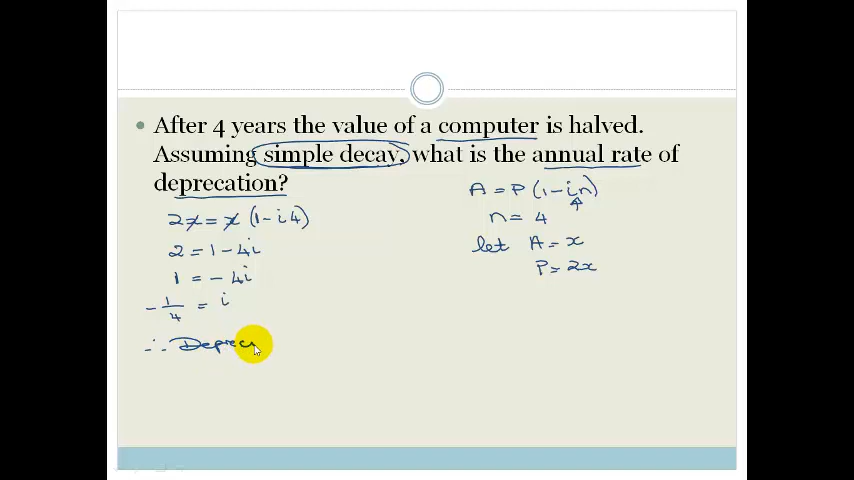 After 4 years the value of a computer is halved.
Assuming simple decay, what is the annual rate of
deprecation?
A = P (1 - in)
n = 4
let A = x
P = 2x
2x = x (1 - i4)
2 = 1 - 4i
1 = - 4i
- 1/4 = i
∴ Deprec